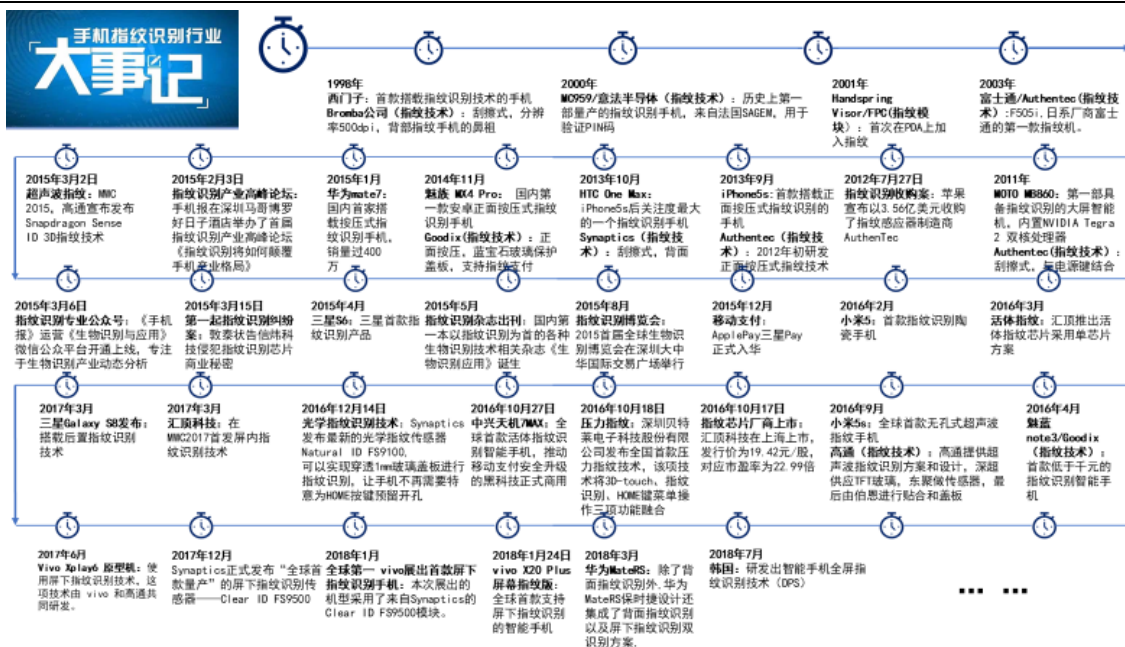 手机指纹识别行业
大事记
1998年
西门子：首款搭载指纹识别技术的手机
Bromba公司（指纹技术）：刮擦式，分辨
率500dpi，背部指纹手机的鼻祖
2000年
MC959/意法半导体（指纹技术）：历史上第一
部量产的指纹识别手机，来自法国SAGEM，用于
验证PIN码
2001年
Handspring
Visor/FPC(指纹模
块）：首次在PDA上加
入指纹
2003年
富士通/Authentec(指纹技
术）:F505i.日系厂商富士
通的第一款指纹机。
2015年3月2日
超声波指纹：MWC
2015，高通宣布发布
Snapdragon Sense
ID 3D指纹技术
2015年2月3日
指纹识别产业高峰论坛：
手机报在深圳马哥孛罗
好日子酒店举办了首届
指纹识别产业高峰论坛
《指纹识别将如何颠覆
手机产业格局》
2015年1月
华为mate7：
国内首家搭
载按压式指
纹识别手机，
销量过400
万
2014年11月
魅族 MX4 Pro： 国内第
一款安卓正面按压式指纹
识别手机
Goodix(指纹技术）：正
面按压，蓝宝石玻璃保护
盖板，支持指纹支付
2013年10月
HTC One Max：
iPhone5s后关注度最大
的一个指纹识别手机
Synaptics（指纹技
术）：刮擦式，背面
2013年9月
iPhone5s：首款搭载正
面按压式指纹识别的
手机
Authentec（指纹技
术）：2012年初研发
正面按压式指纹技术
2012年7月27日
指纹识别收购案：苹果
宣布以3.56亿美元收购
了指纹感应器制造商
AuthenTec
2011年
MOTO MB860：第一部具
备指纹识别的大屏智能
机，内置NVIDIA Tegra
2 双核处理器
Authentec(指纹技术）：
刮擦式，与电源键结合
2015年3月6日
指纹识别专业公众号：《手机
报》运营《生物识别与应用》
微信公众平台开通上线，专注
于生物识别产业动态分析
2015年3月15日
第一起指纹识别纠纷
案：敦泰状告信炜科
技侵犯指纹识别芯片
商业秘密
2015年4月
三星S6：三星首款指
纹识别产品
2015年5月
指纹识别杂志出刊：国内第
一本以指纹识别为首的各种
生物识别技术相关杂志《生
物识别应用》诞生
2015年8月
指纹识别博览会：
2015首届全球生物识
别博览会在深圳大中
华国际交易广场举行
2015年12月
移动支付：
ApplePay三星Pay
正式入华
2016年2月
小米5：首款指纹识别陶
瓷手机
2016年3月
活体指纹：汇顶推出活
体指纹芯片采用单芯片
方案
2017年3月
三星Galaxy S8发布：
搭载后置指纹识别
技术
2017年3月
汇顶科技：在
MWC2017首发屏内指
纹识别技术
2016年12月14日
光学指纹识别技术：Synaptics
发布最新的光学指纹传感器
Natural ID FS9100，
可以实现穿透1mm玻璃盖板进行
指纹识别，让手机不再需要特
意为HOME按键预留开孔
2016年10月27日
中兴天机7MAX：全
球首款活体指纹识
别智能手机，推动
移动支付安全升级
的黑科技正式商用
2016年10月18日
压力指纹：深圳贝特
莱电子科技股份有限
公司发布全国首款压
力指纹技术，该项技
术将3D-touch、指纹
识别、HOME键菜单操
作三项功能融合
2016年10月17日
指纹芯片厂商上市：
汇顶科技在上海上市，
发行价为19.42元/股，
对应市盈率为22.99倍
2016年9月
小米5s：全球首款无孔式超声波
指纹手机
高通（指纹技术）：高通提供超
声波指纹识别方案和设计，深超
供应TFT玻璃，东聚做传感器，最
后由伯恩进行贴合和盖板
2016年4月
魅蓝
note3/Goodix
（指纹技术）：
首款低于千元的
指纹识别智能手
机
2017年6月
Vivo Xplay6 原型机：使
用屏下指纹识别技术，这
项技术由 vivo 和高通共
同研发。
2017年12月
Synaptics正式发布“全球首
款量产”的屏下指纹识别传
感器——Clear ID FS9500
2018年1月
全球第一 vivo展出首款屏下
指纹识别手机：本次展出的
机型采用了来自Synaptics的
Clear ID FS9500模块。
2018年1月24日
vivo X20 Plus
屏幕指纹版：
全球首款支持
屏下指纹识别
的智能手机
2018年3月
华为MateRS：除了背
面指纹识别外.华为
MateRS保时捷设计还
集成了背面指纹识别
以及屏下指纹识别双
识别方案.
2018年7月
韩国：研发出智能手机全屏指
纹识别技术（DPS）
… …